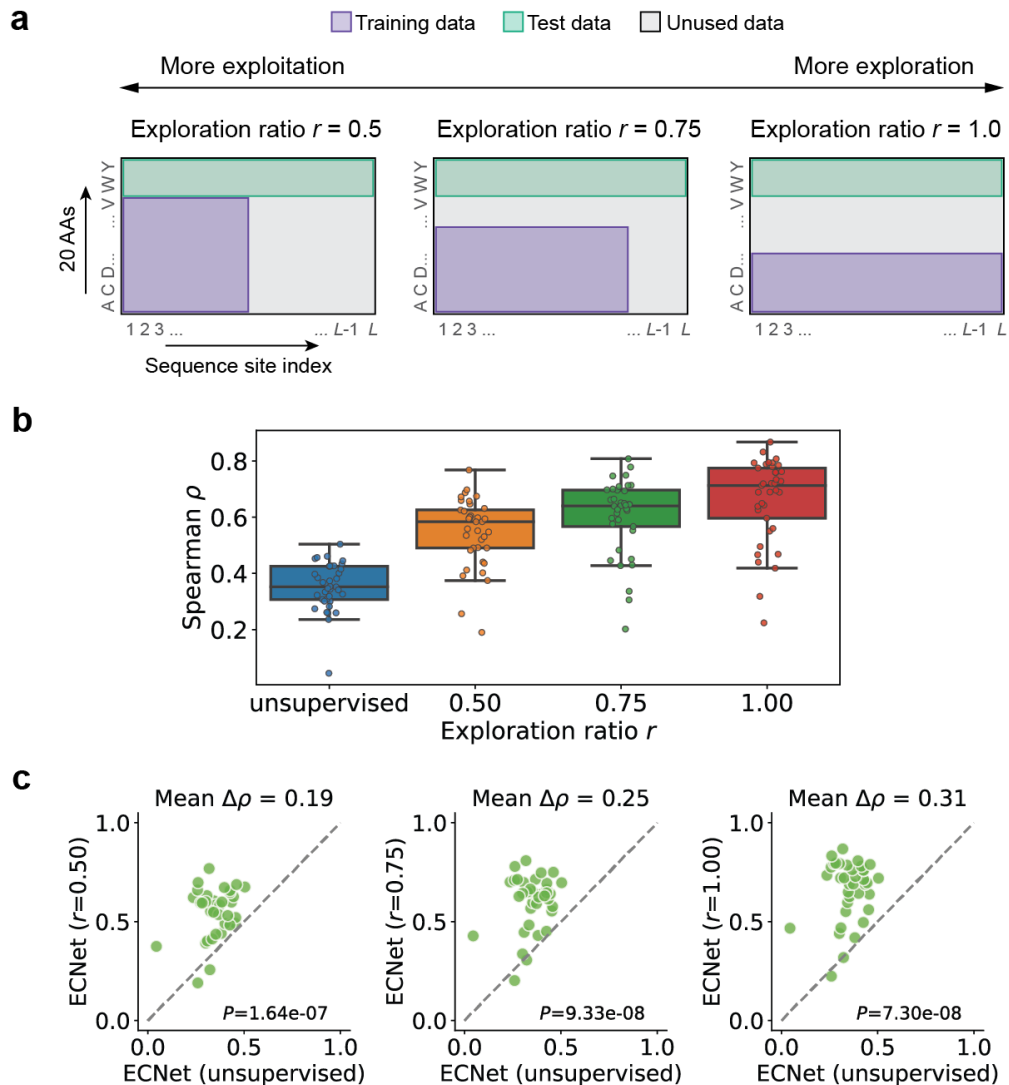 a
Training data Test data Unused data
More exploitation More exploration
Exploration ratio r = 0.5 Exploration ratio r = 0.75 Exploration ratio r = 1.0
20 AAs
A C D... ... V W Y
A C D... ... V W Y
A C D... ... V W Y
1 2 3 ... ... L-1 L
1 2 3 ... ... L-1 L
1 2 3 ... ... L-1 L
Sequence site index
b
Spearman ρ
0.8
0.6
0.4
0.2
unsupervised 0.50 0.75 1.00
Exploration ratio r
c
Mean Δρ = 0.19
ECNet (r=0.50)
1.0
0.5
0.0
P=1.64e-07
0.0 0.5 1.0
ECNet (unsupervised)
Mean Δρ = 0.25
ECNet (r=0.75)
1.0
0.5
0.0
P=9.33e-08
0.0 0.5 1.0
ECNet (unsupervised)
Mean Δρ = 0.31
ECNet (r=1.00)
1.0
0.5
0.0
P=7.30e-08
0.0 0.5 1.0
ECNet (unsupervised)